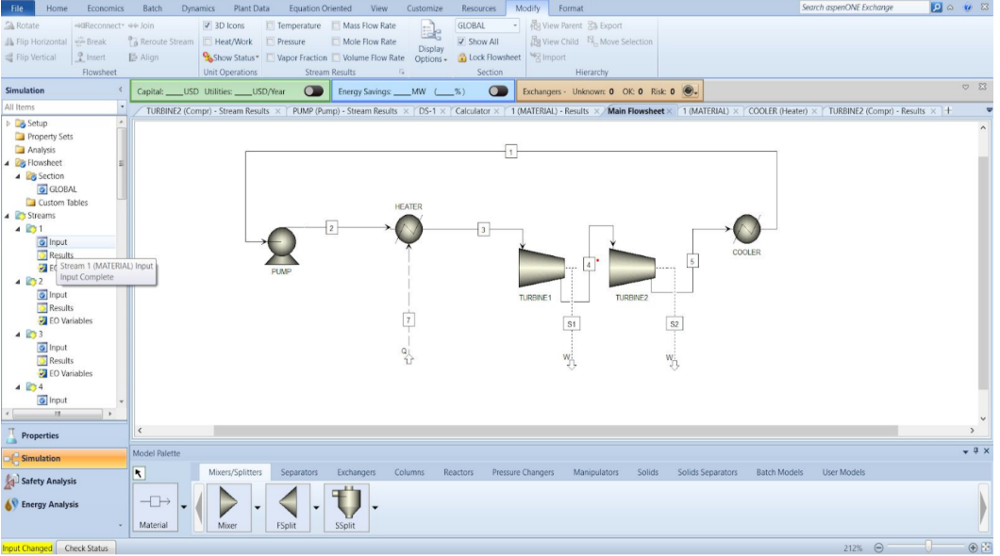 File Home Economics Batch Dynamics Plant Data Equation Oriented View Customize Resources Modify Format Search aspenONE Exchange
Rotate Reconnect Join 3D Icons Temperature Mass Flow Rate GLOBAL View Parent Export
Flip Horizontal Break Reroute Stream Heat/Work Pressure Mole Flow Rate Display Options Show All View Child Move Selection
Flip Vertical Insert Align Show Status Vapor Fraction Volume Flow Rate Lock Flowsheet Import
Flowsheet Unit Operations Stream Results Section Hierarchy
Simulation Capital: ____USD Utilities: ____USD/Year Energy Savings: ____MW (____%) Exchangers - Unknown: 0 OK: 0 Risk: 0
All Items TURBINE2 (Compr) - Stream Results PUMP (Pump) - Stream Results DS-1 Calculator 1 (MATERIAL) - Results Main Flowsheet 1 (MATERIAL) COOLER (Heater) TURBINE2 (Compr) - Results
Setup
Property Sets
Analysis
Flowsheet
Section
GLOBAL
Custom Tables
Streams
1
Input
Results
EO
Stream 1 (MATERIAL) Input
Input Complete
2
Input
Results
EO Variables
3
Input
Results
EO Variables
4
Input
Properties
Simulation
Safety Analysis
Energy Analysis
1
HEATER
2
3
PUMP
4
5
COOLER
TURBINE1
TURBINE2
7
S1
S2
Q
W
W
Model Palette
Mixers/Splitters Separators Exchangers Columns Reactors Pressure Changers Manipulators Solids Solids Separators Batch Models User Models
Material Mixer FSplit SSplit
Input Changed Check Status 212%